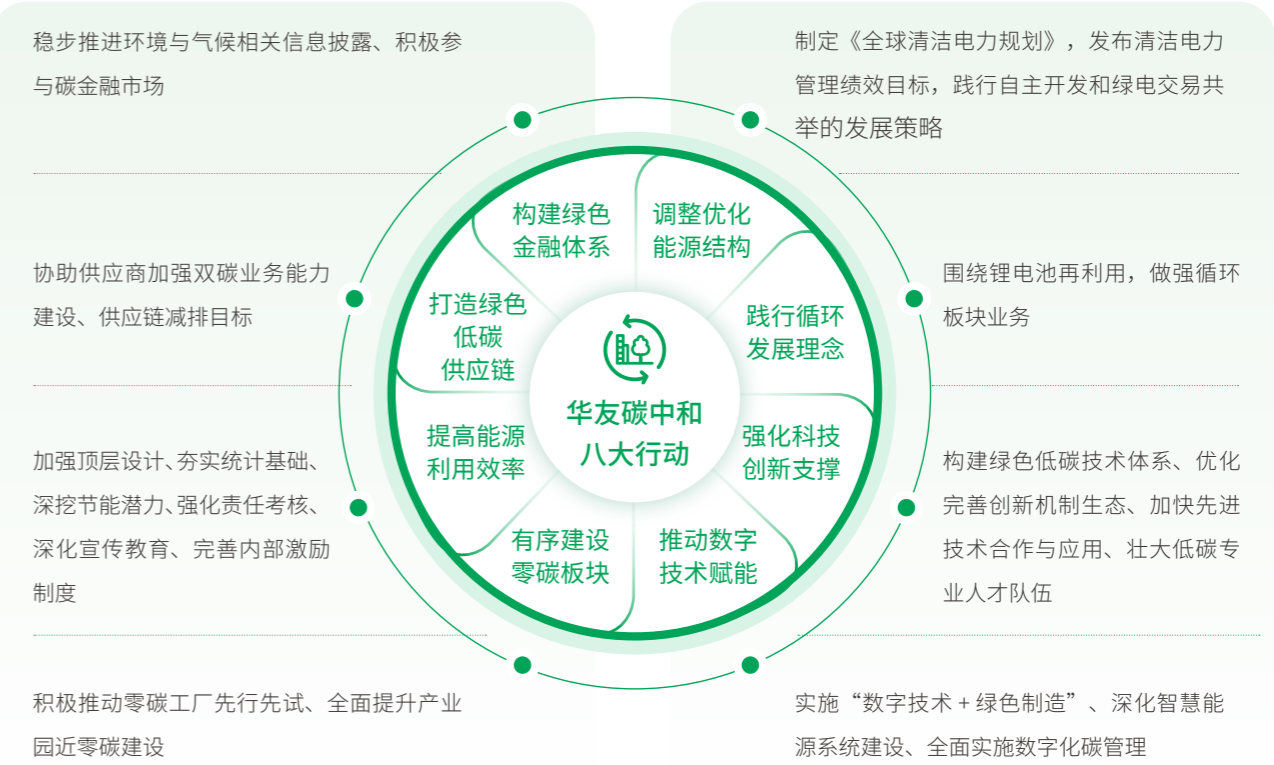 稳步推进环境与气候相关信息披露、积极参
与碳金融市场
制定《全球清洁电力规划》，发布清洁电力
管理绩效目标，践行自主开发和绿电交易共
举的发展策略
协助供应商加强双碳业务能力
建设、供应链减排目标
围绕锂电池再利用，做强循环
板块业务
加强顶层设计、夯实统计基础、
深挖节能潜力、强化责任考核、
深化宣传教育、完善内部激励
制度
构建绿色低碳技术体系、优化
完善创新机制生态、加快先进
技术合作与应用、壮大低碳专
业人才队伍
积极推动零碳工厂先行先试、全面提升产业
园近零碳建设
实施“数字技术 + 绿色制造”、深化智慧能
源系统建设、全面实施数字化碳管理
构建绿色
金融体系
调整优化
能源结构
打造绿色
低碳
供应链
践行循环
发展理念
提高能源
利用效率
强化科技
创新支撑
有序建设
零碳板块
推动数字
技术赋能
华友碳中和
八大行动